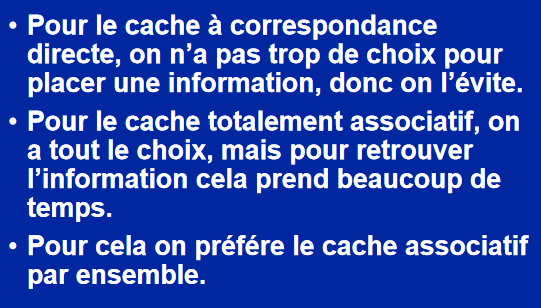 • Pour le cache à correspondance
directe, on n’a pas trop de choix pour
placer une information, donc on l’évite.
• Pour le cache totalement associatif, on
a tout le choix, mais pour retrouver
l’information cela prend beaucoup de
temps.
• Pour cela on préfére le cache associatif
par ensemble.